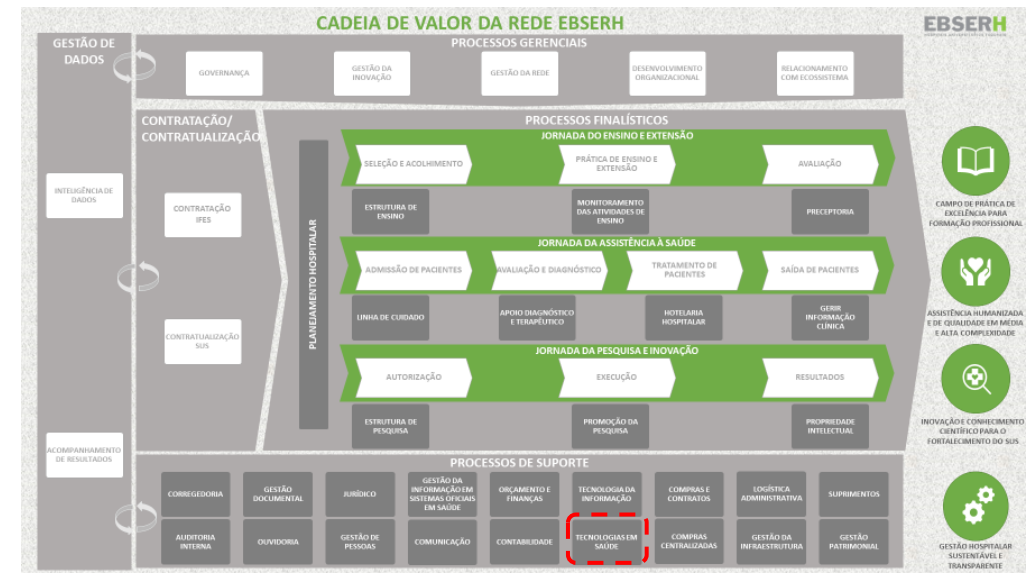 CADEIA DE VALOR DA REDE EBSERH
EBSERH
GESTÃO DE
DADOS
PROCESSOS GERENCIAIS
GOVERNANÇA
GESTÃO DA
INOVAÇÃO
GESTÃO DA REDE
DESENVOLVIMENTO
ORGANIZACIONAL
RELACIONAMENTO
COM ECOSSISTEMA
INTELIGÊNCIA DE
DADOS
ACOMPANHAMENTO
DE RESULTADOS
CONTRATAÇÃO/
CONTRATUALIZAÇÃO
CONTRATAÇÃO
IFES
CONTRATUALIZAÇÃO
SUS
PROCESSOS FINALÍSTICOS
PLANEJAMENTO HOSPITALAR
JORNADA DO ENSINO E EXTENSÃO
SELEÇÃO E ACOLHIMENTO
PRÁTICA DE ENSINO E
EXTENSÃO
AVALIAÇÃO
ESTRUTURA DE
ENSINO
MONITORAMENTO
DAS ATIVIDADES DE
ENSINO
PRECEPTORIA
JORNADA DA ASSISTÊNCIA À SAÚDE
ADMISSÃO DE PACIENTES
AVALIAÇÃO E DIAGNÓSTICO
TRATAMENTO DE
PACIENTES
SAÍDA DE PACIENTES
LINHA DE CUIDADO
APOIO DIAGNÓSTICO
E TERAPÊUTICO
HOTELARIA
HOSPITALAR
GERIR
INFORMAÇÃO
CLÍNICA
JORNADA DA PESQUISA E INOVAÇÃO
AUTORIZAÇÃO
EXECUÇÃO
RESULTADOS
ESTRUTURA DE
PESQUISA
PROMOÇÃO DA
PESQUISA
PROPRIEDADE
INTELECTUAL
CAMPO DE PRÁTICA DE
EXCELÊNCIA PARA
FORMAÇÃO PROFISSIONAL
ASSISTÊNCIA HUMANIZADA
E DE QUALIDADE EM MÉDIA
E ALTA COMPLEXIDADE
INOVAÇÃO E CONHECIMENTO
CIENTÍFICO PARA O
FORTALECIMENTO DO SUS
GESTÃO HOSPITALAR
SUSTENTÁVEL E
TRANSPARENTE
PROCESSOS DE SUPORTE
CORREGEDORIA
GESTÃO
DOCUMENTAL
JURÍDICO
GESTÃO DA
INFORMAÇÃO EM
SISTEMAS OFICIAIS
EM SAÚDE
ORÇAMENTO E
FINANÇAS
TECNOLOGIA DA
INFORMAÇÃO
COMPRAS E
CONTRATOS
LOGÍSTICA
ADMINISTRATIVA
SUPRIMENTOS
AUDITORIA
INTERNA
OUVIDORIA
GESTÃO DE
PESSOAS
COMUNICAÇÃO
CONTABILIDADE
TECNOLOGIAS EM
SAÚDE
COMPRAS
CENTRALIZADAS
GESTÃO DA
INFRAESTRUTURA
GESTÃO
PATRIMONIAL